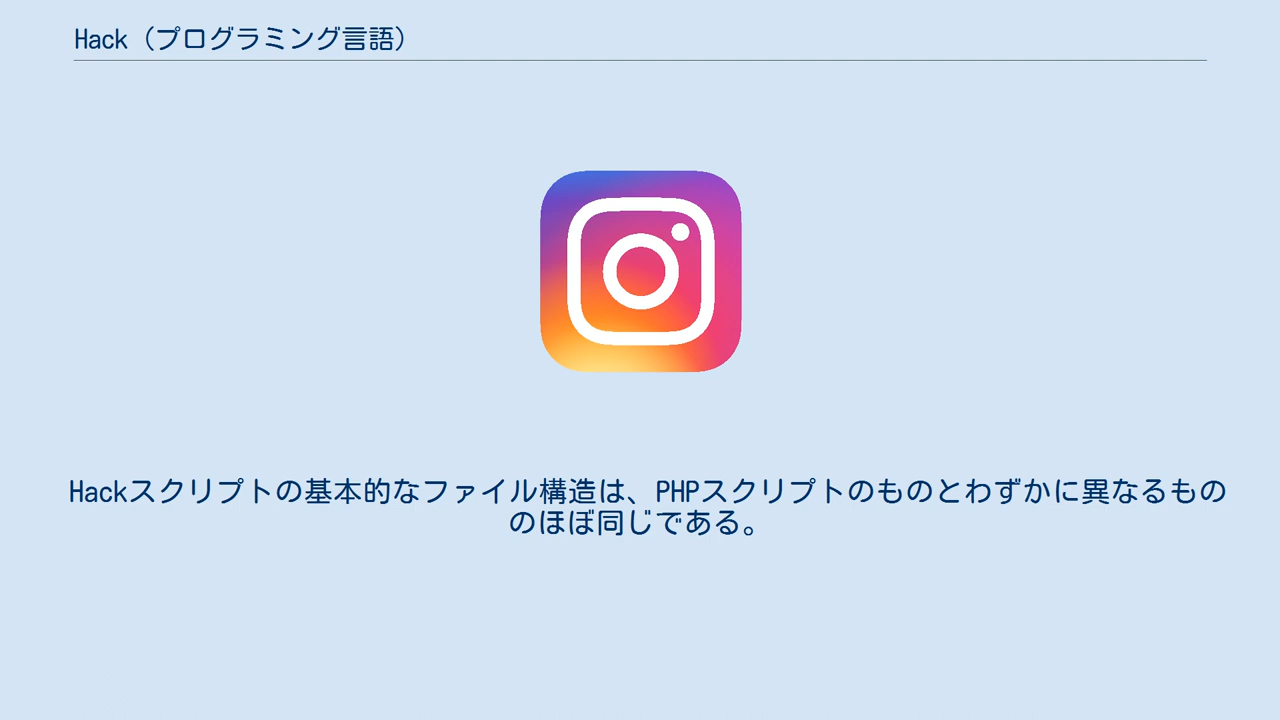 Hack（プログラミング言語）
Hackスクリプトの基本的なファイル構造は、PHPスクリプトのものとわずかに異なるもの
のほぼ同じである。